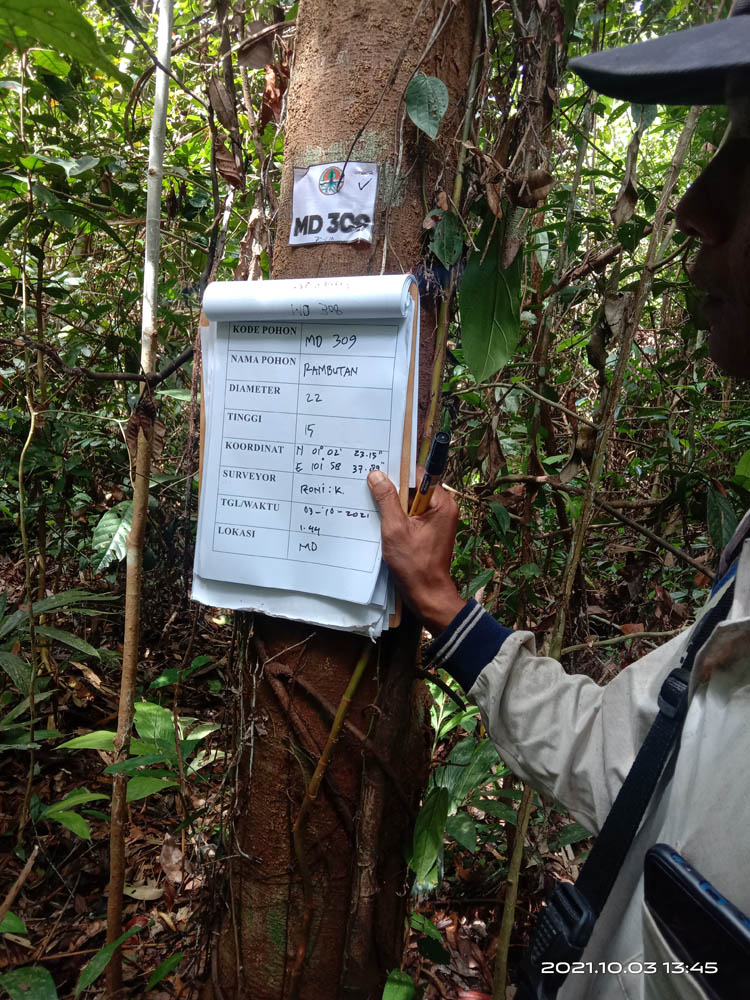 MD 309
MD 308
KODE POHON MD 309
NAMA POHON RAMBUTAN
DIAMETER 22
TINGGI 15
KOORDINAT N 01° 02' 23.15"
E 101° 58 37.89"
SURVEYOR RONI : K.
TGL/WAKTU 03-10-2021
1.44
LOKASI MD
2021.10.03 13:45